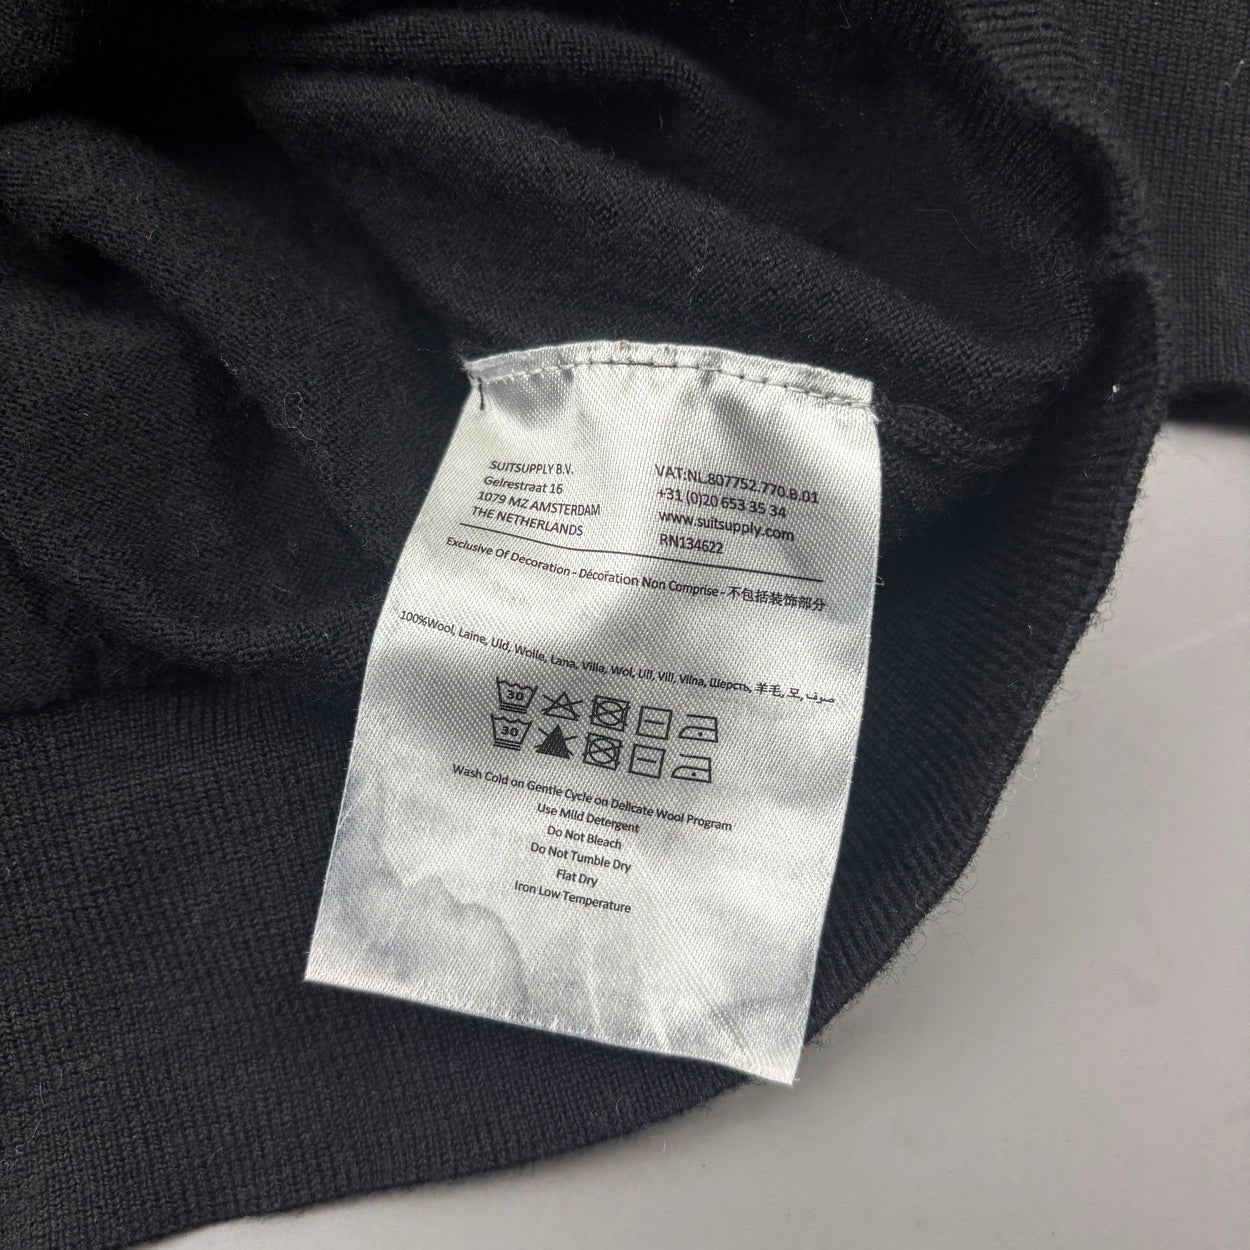 SUITSUPPLY B.V.
Gelrestraat 16
1079 MZ AMSTERDAM
THE NETHERLANDS
VAT:NL.807752.770.B.01
+31 (0)20 653 35 34
www.suitsupply.com
RN134622
Exclusive Of Decoration - Décoration Non Comprise - 不包括装饰部分
100%Wool, Laine, Uld, Wolle, Lana, Villa, Wol, Ull, Vill, Vilna, Шерсть, 羊毛, 모, صرف
30
30
Wash Cold on Gentle Cycle on Delicate Wool Program
Use Mild Detergent
Do Not Bleach
Do Not Tumble Dry
Flat Dry
Iron Low Temperature